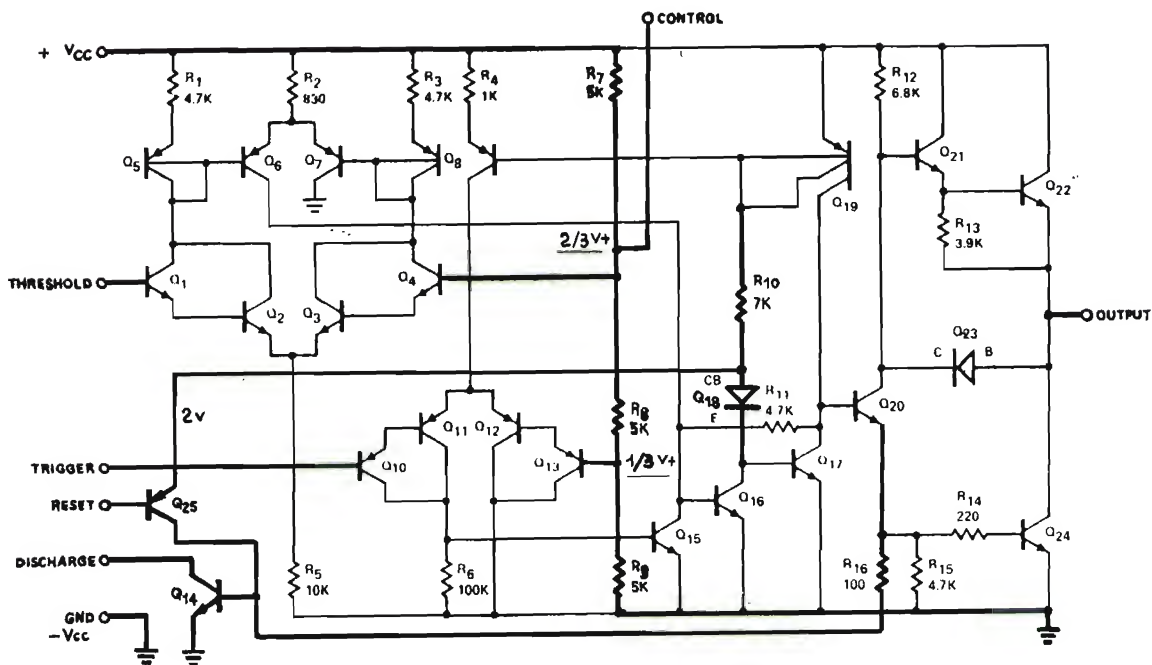 CONTROL
+ VCC
R1
4.7K
R2
830
R3
4.7K
R4
1K
R7
5K
R12
6.8K
Q5
Q6
Q7
Q8
Q19
Q21
Q22
R13
3.9K
2/3V+
THRESHOLD
Q1
Q2
Q3
Q4
R10
7K
OUTPUT
Q23
C
B
2v
CB
Q18
E
R11
4.7K
Q20
Q11
Q12
R8
5K
TRIGGER
Q10
Q13
1/3V+
Q17
RESET
Q25
Q16
R14
220
Q15
Q24
DISCHARGE
Q14
R5
10K
R6
100K
R9
5K
R16
100
R15
4.7K
GND
-VCC